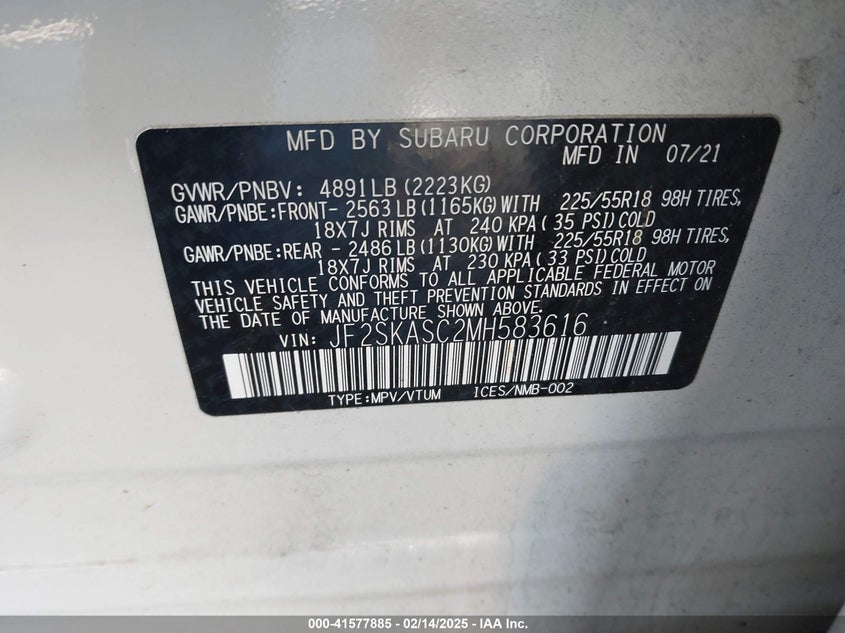 MFD BY SUBARU CORPORATION
MFD IN 07/21
GVWR/PNBV: 4891LB(2223KG)
GAWR/PNBE:FRONT-2563LB(1165KG)WITH 225/55R18 98H TIRES,
18X7J RIMS AT 240 KPA(35 PSI)COLD
GAWR/PNBE:REAR -2486LB(1130KG)WITH 225/55R18 98H TIRES,
18X7J RIMS AT 230 KPA(33 PSI)COLD
THIS VEHICLE CONFORMS TO ALL APPLICABLE FEDERAL MOTOR
VEHICLE SAFETY AND THEFT PREVENTION STANDARDS IN EFFECT ON
THE DATE OF MANUFACTURE SHOWN ABOVE.
VIN: JF2SKASC2MH583616
TYPE:MPV/VTUM ICES/NMB-002
000-41577885 - 02/14/2025 - IAA Inc.